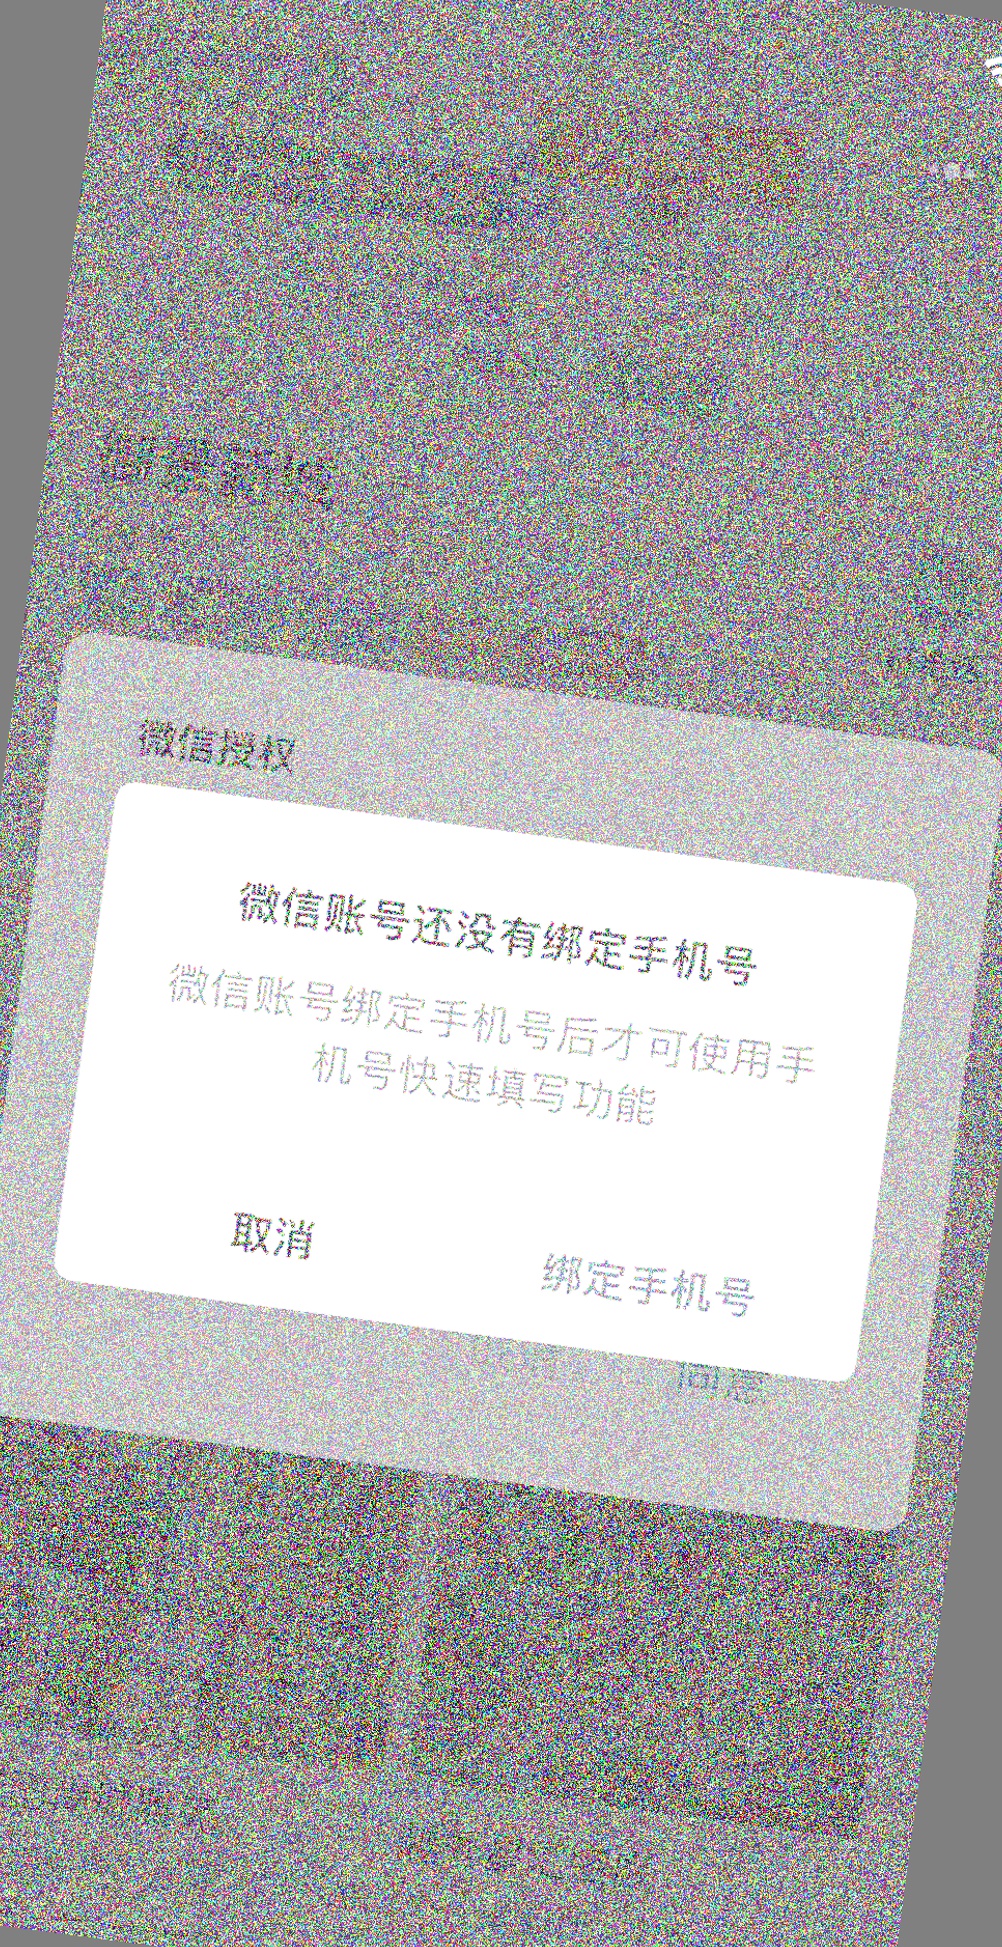 微信授权
微信账号还没有绑定手机号
微信账号绑定手机号后才可使用手
机号快速填写功能
取消
绑定手机号